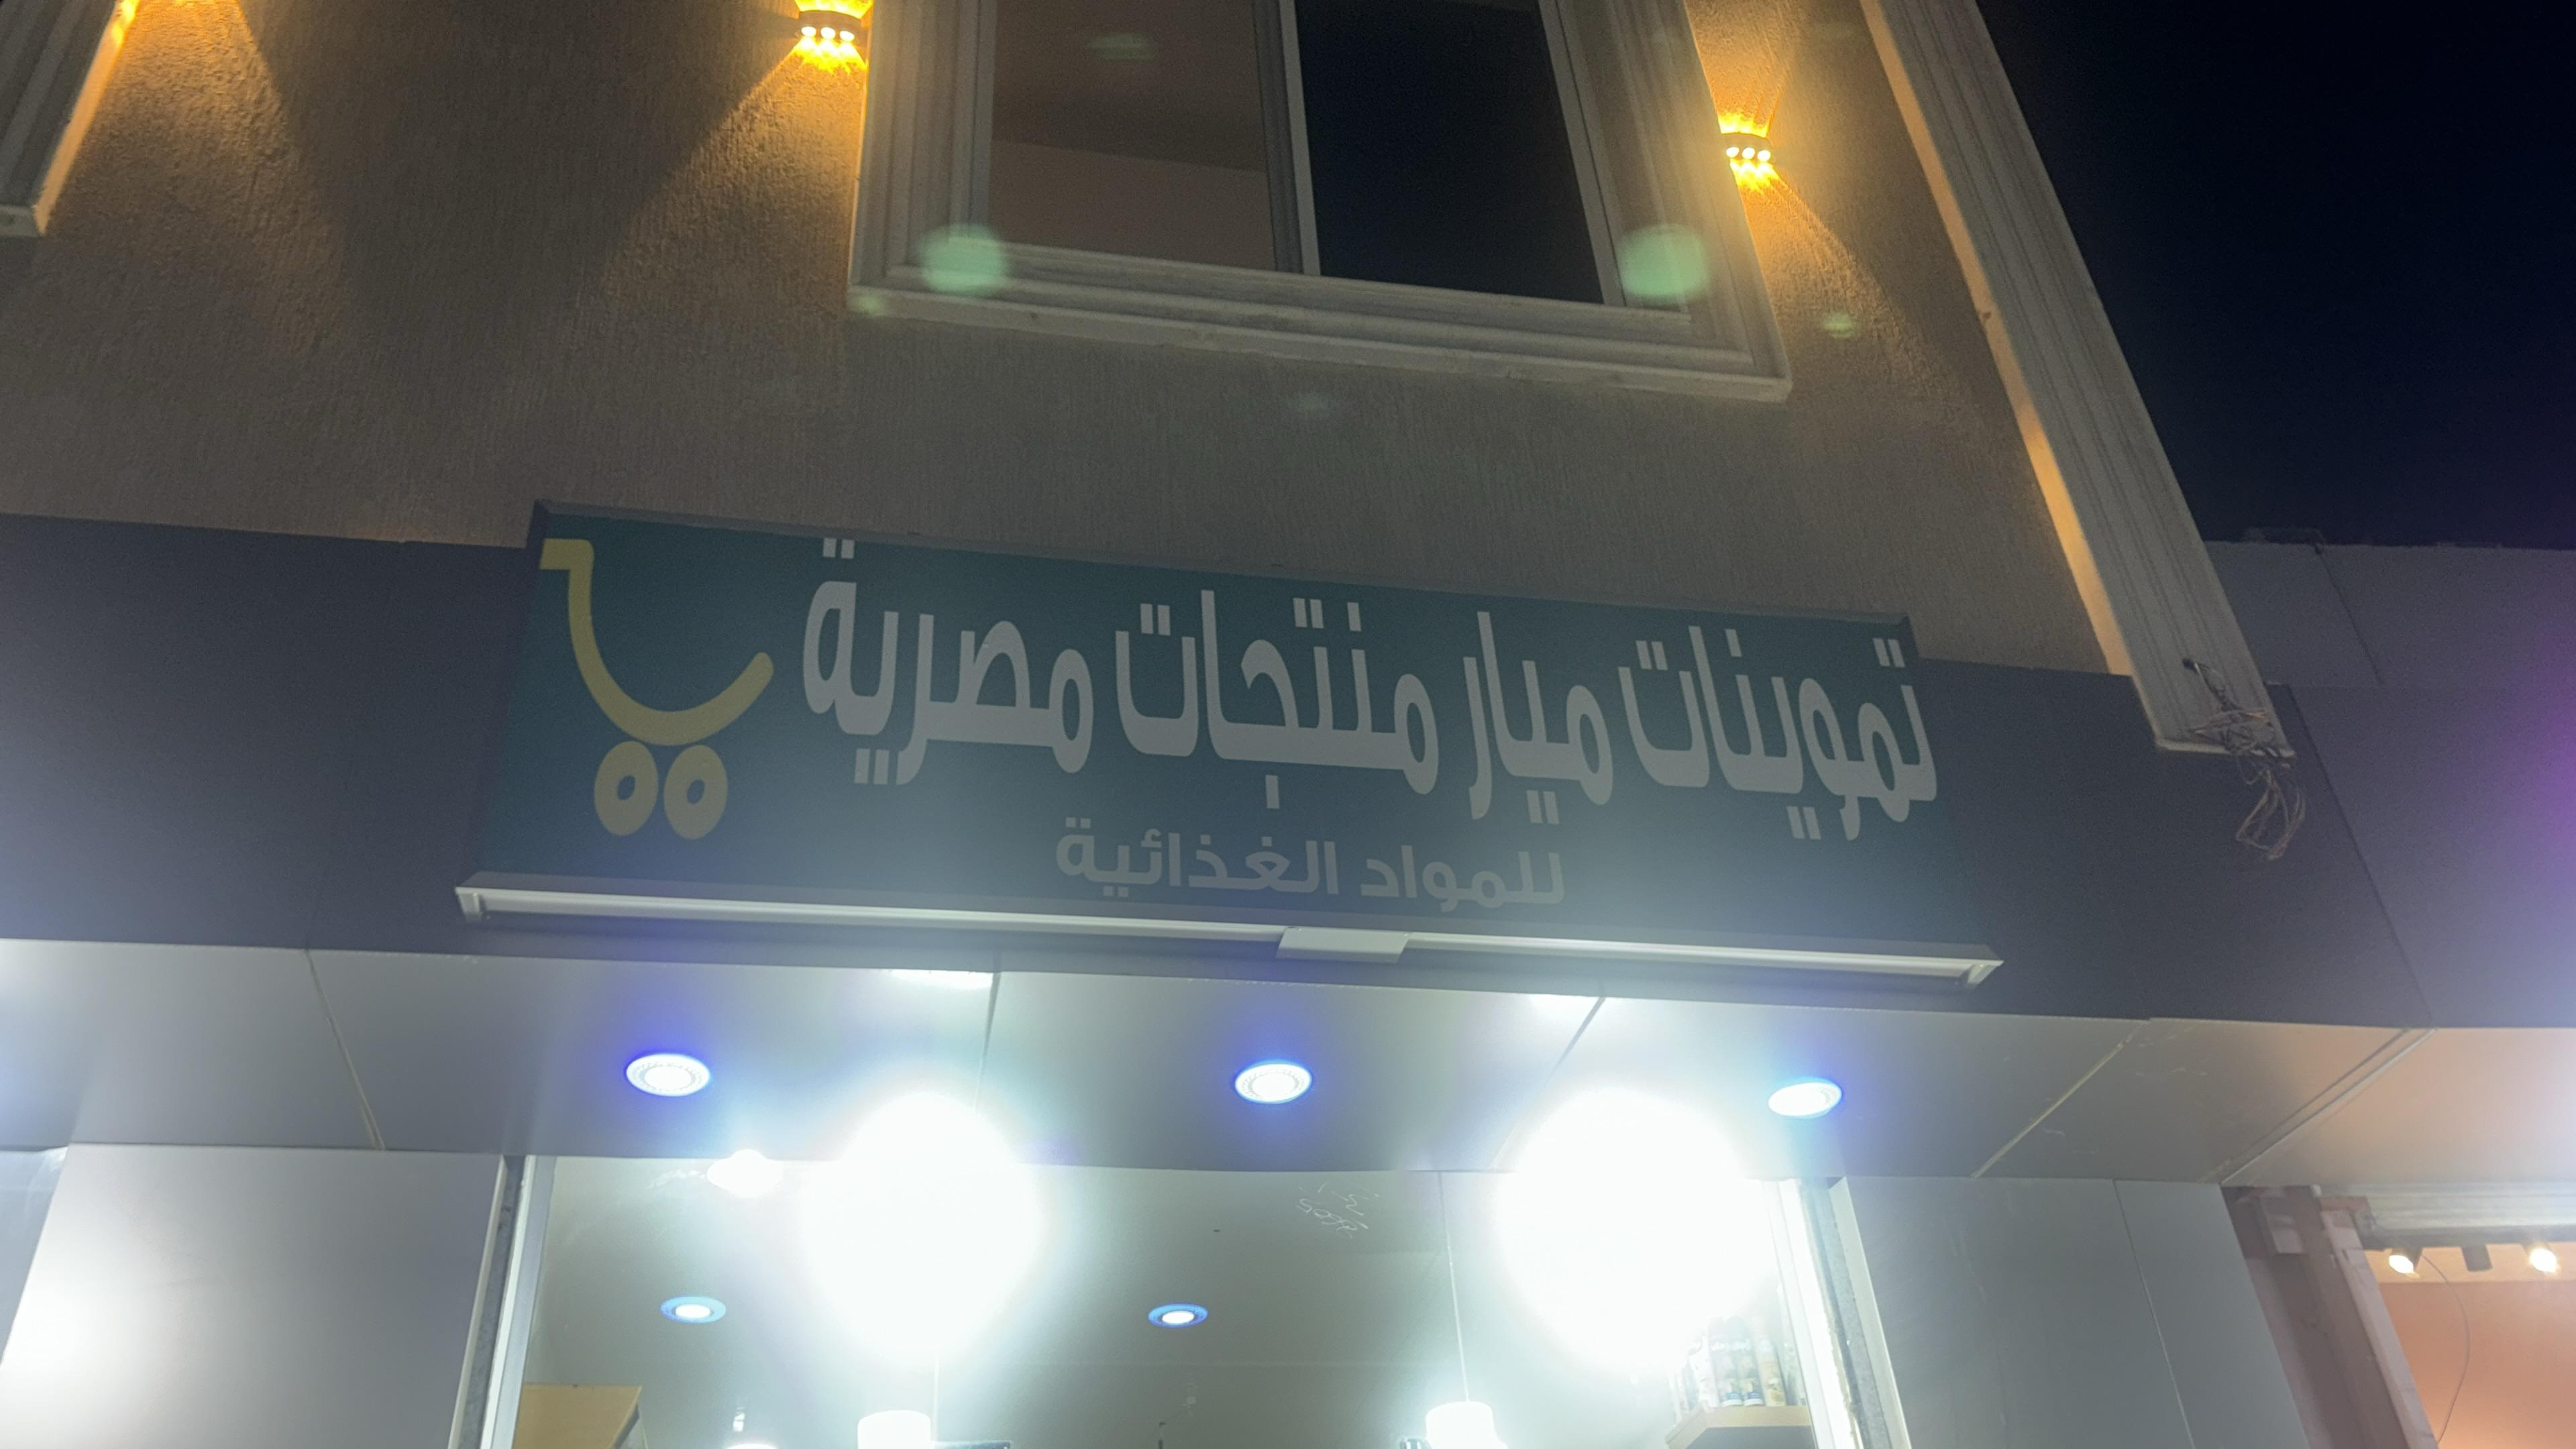 تموينات ميار منتجات مصرية
للمواد الغذائية